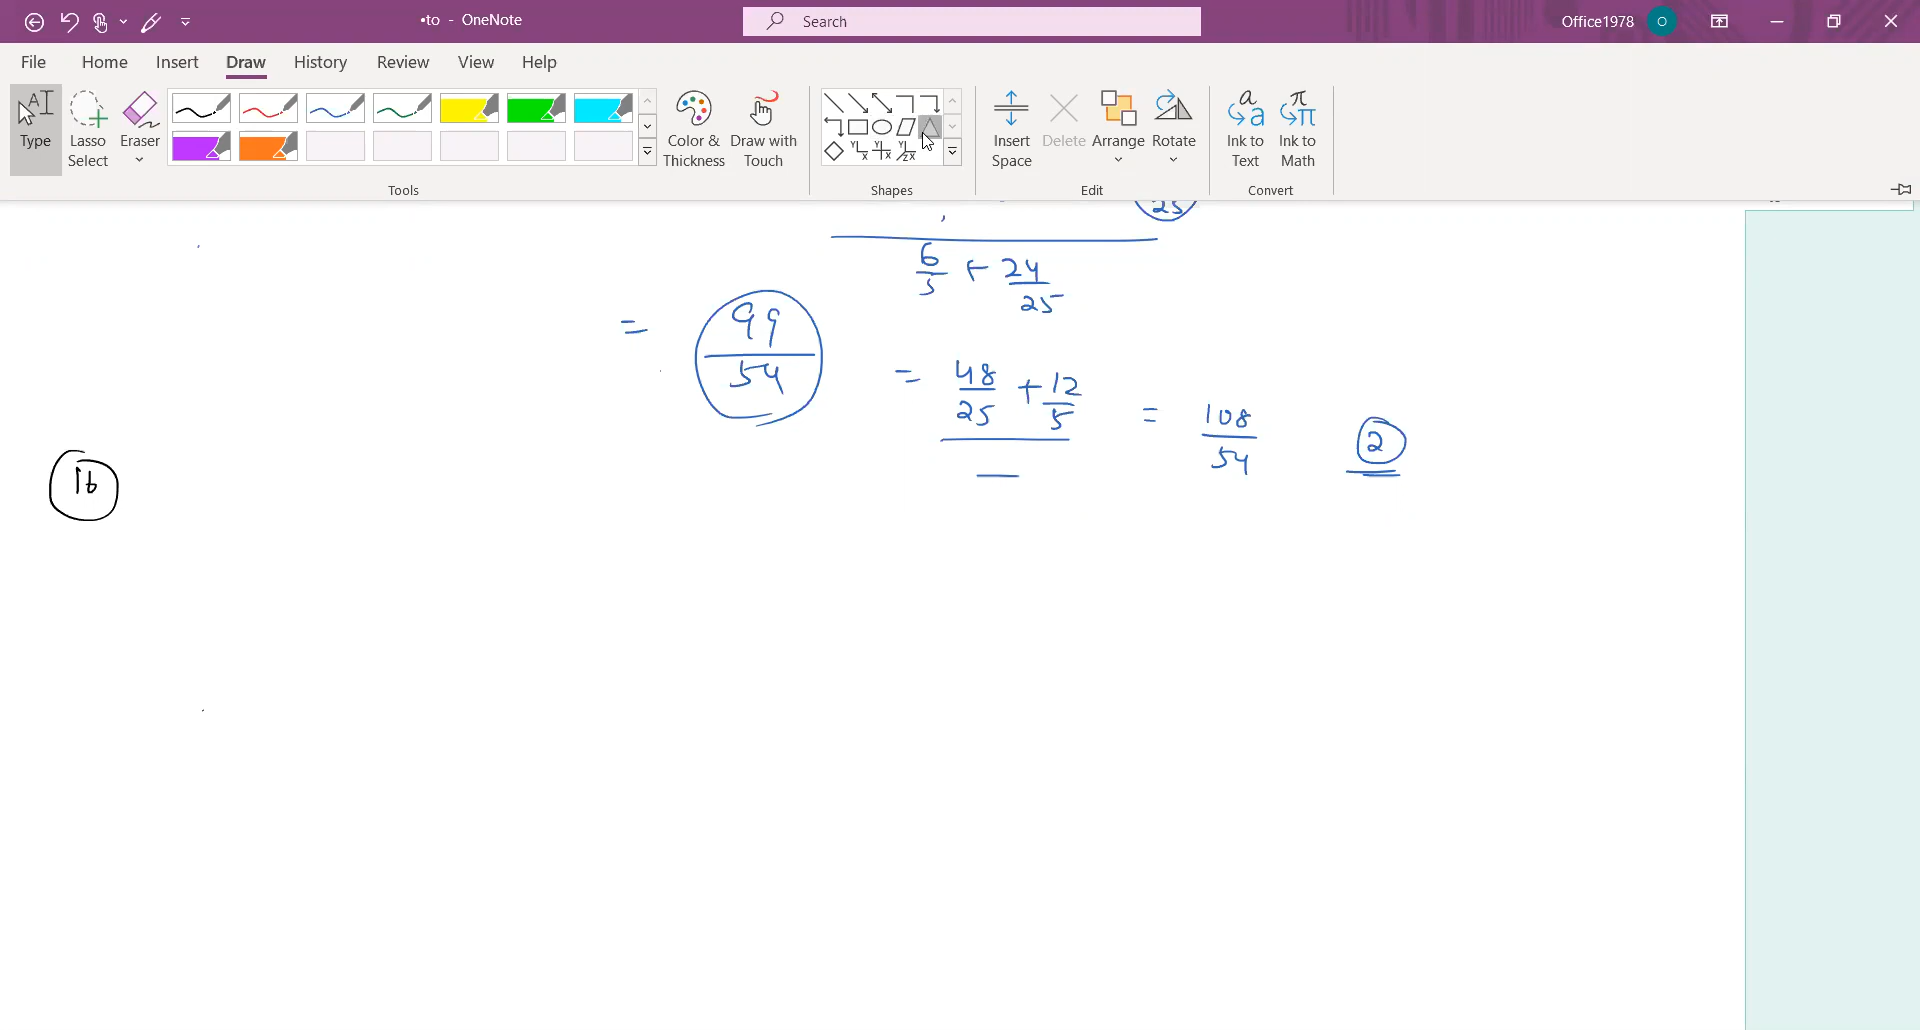 •to - OneNote
Search
Office1978
O
File Home Insert Draw History Review View Help
Type
Lasso Select
Eraser
Color & Thickness
Draw with Touch
Insert Space
Delete
Arrange
Rotate
Ink to Text
Ink to Math
Tools
Shapes
Edit
Convert
25
6/5 + 24/25
= 99/54
= 48/25 + 12/5 = 108/54 2
16